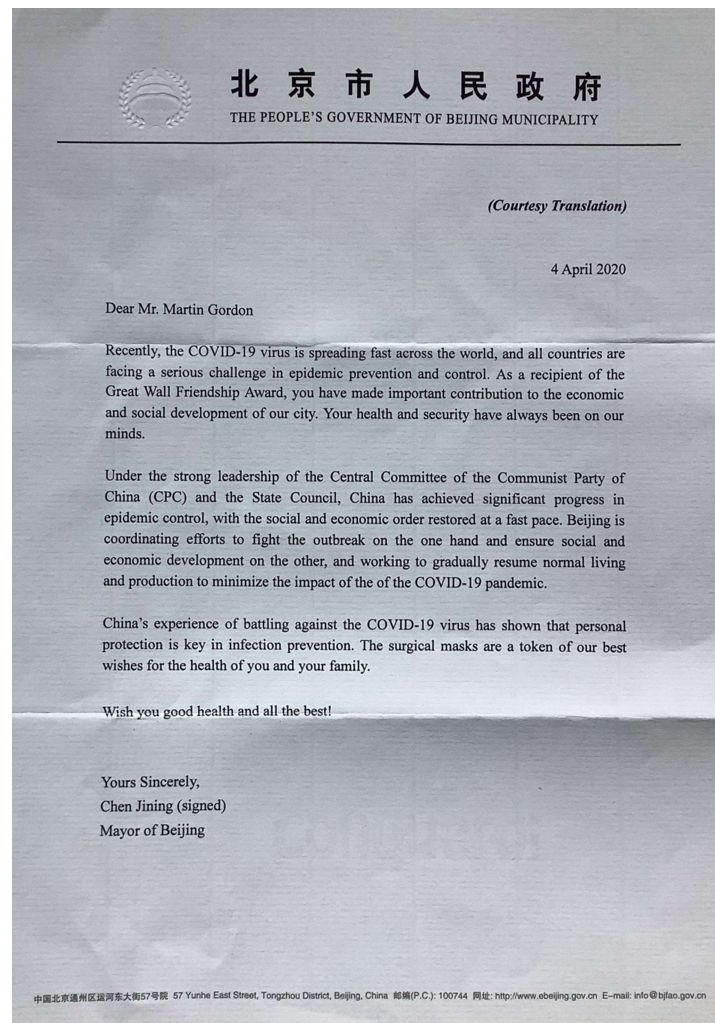 北京市人民政府
THE PEOPLE'S GOVERNMENT OF BEIJING MUNICIPALITY
(Courtesy Translation)
4 April 2020
Dear Mr. Martin Gordon
Recently, the COVID-19 virus is spreading fast across the world, and all countries are
facing a serious challenge in epidemic prevention and control. As a recipient of the
Great Wall Friendship Award, you have made important contribution to the economic
and social development of our city. Your health and security have always been on our
minds.
Under the strong leadership of the Central Committee of the Communist Party of
China (CPC) and the State Council, China has achieved significant progress in
epidemic control, with the social and economic order restored at a fast pace. Beijing is
coordinating efforts to fight the outbreak on the one hand and ensure social and
economic development on the other, and working to gradually resume normal living
and production to minimize the impact of the of the COVID-19 pandemic.
China's experience of battling against the COVID-19 virus has shown that personal
protection is key in infection prevention. The surgical masks are a token of our best
wishes for the health of you and your family.
Wish you good health and all the best!
Yours Sincerely,
Chen Jining (signed)
Mayor of Beijing
中国北京通州区运河东大街57号院 57 Yunhe East Street, Tongzhou District, Beijing, China 邮编(P.C.): 100744 网址: http://www.ebeijing.gov.cn E-mail: info@bjfao.gov.cn